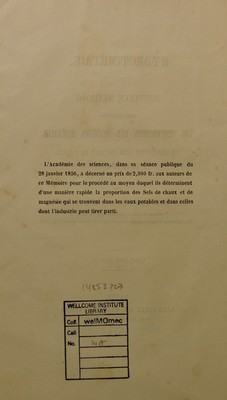 L'Académie des sciences, dans sa séance publique du
28 janvier 1856, a décerné un prix de 2,000 fr. aux auteurs de
ce Mémoire pour le procédé au moyen duquel ils déterminent
d'une manière rapide la proportion des Sels de chaux et de
magnésie qui se trouvent dans les eaux potables et dans celles
dont l'industrie peut tirer parti.
WELLCOME INSTITUTE
LIBRARY
Coll. welMOmec
Call
No.